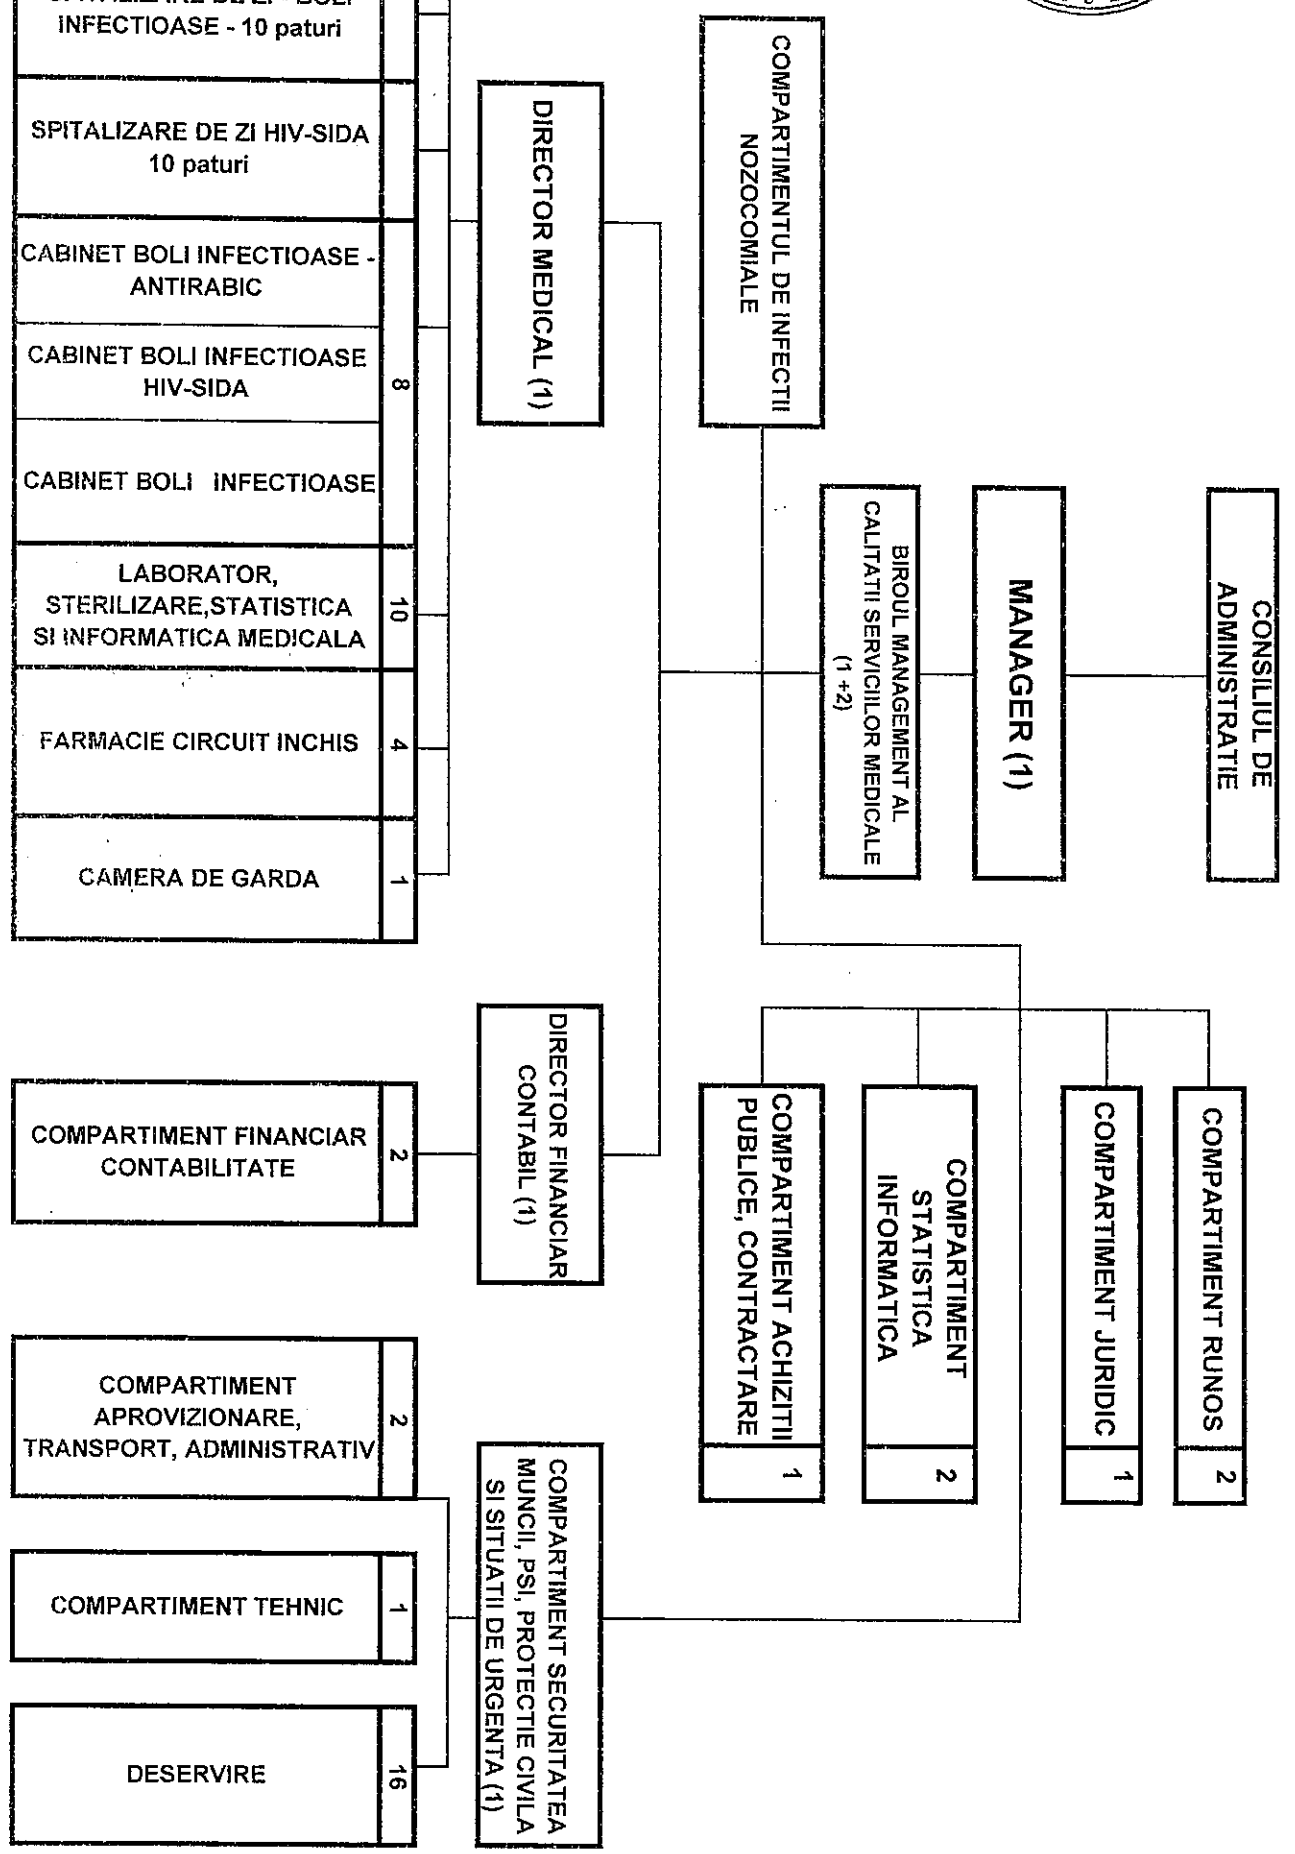 CONSILIUL DE
ADMINISTRATIE
MANAGER (1)
BIROUL MANAGEMENT AL
CALITATII SERVICIILOR MEDICALE
(1 +2)
COMPARTIMENTUL DE INFECTII
NOZOCOMIALE
COMPARTIMENT RUNOS
2
COMPARTIMENT JURIDIC
1
COMPARTIMENT
STATISTICA
INFORMATICA
2
COMPARTIMENT ACHIZITII
PUBLICE, CONTRACTARE
1
DIRECTOR MEDICAL (1)
DIRECTOR FINANCIAR
CONTABIL (1)
COMPARTIMENT SECURITATEA
MUNCII, PSI, PROTECTIE CIVILA
SI SITUATII DE URGENTA (1)
SPITALIZARE DE ZI - BOLI
INFECTIOASE - 10 paturi
SPITALIZARE DE ZI HIV-SIDA
10 paturi
CABINET BOLI INFECTIOASE -
ANTIRABIC
CABINET BOLI INFECTIOASE
HIV-SIDA
8
CABINET BOLI INFECTIOASE
LABORATOR,
STERILIZARE,STATISTICA
SI INFORMATICA MEDICALA
10
FARMACIE CIRCUIT INCHIS
4
CAMERA DE GARDA
1
COMPARTIMENT FINANCIAR
CONTABILITATE
2
COMPARTIMENT
APROVIZIONARE,
TRANSPORT, ADMINISTRATIV
2
COMPARTIMENT TEHNIC
1
DESERVIRE
16